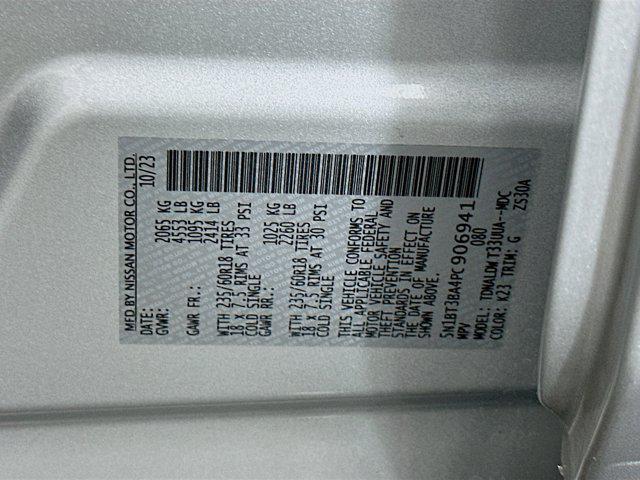 MFD BY NISSAN MOTOR CO., LTD.
DATE: 10/23
GVWR: 2065 KG
4553 LB
GAWR FR.: 1095 KG
2414 LB
WITH 235/60R18 TIRES
18 X 7.5 RIMS AT 33 PSI
COLD SINGLE
GAWR RR.: 1025 KG
2260 LB
WITH 235/60R18 TIRES
18 X 7.5 RIMS AT 30 PSI
COLD SINGLE
THIS VEHICLE CONFORMS TO
ALL APPLICABLE FEDERAL
MOTOR VEHICLE SAFETY AND
THEFT PREVENTION
STANDARDS IN EFFECT ON
THE DATE OF MANUFACTURE
SHOWN ABOVE.
5N1BT3BA4PC906941
MPV 080
MODEL: TDNALDW T33UUA--MDC
COLOR: K23 TRIM: G ZS30A